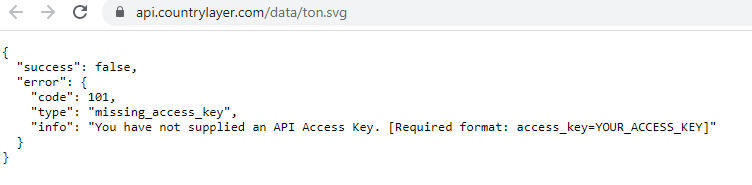 api.countrylayer.com/data/ton.svg
{
  "success": false,
  "error": {
    "code": 101,
    "type": "missing_access_key",
    "info": "You have not supplied an API Access Key. [Required format: access_key=YOUR_ACCESS_KEY]"
  }
}